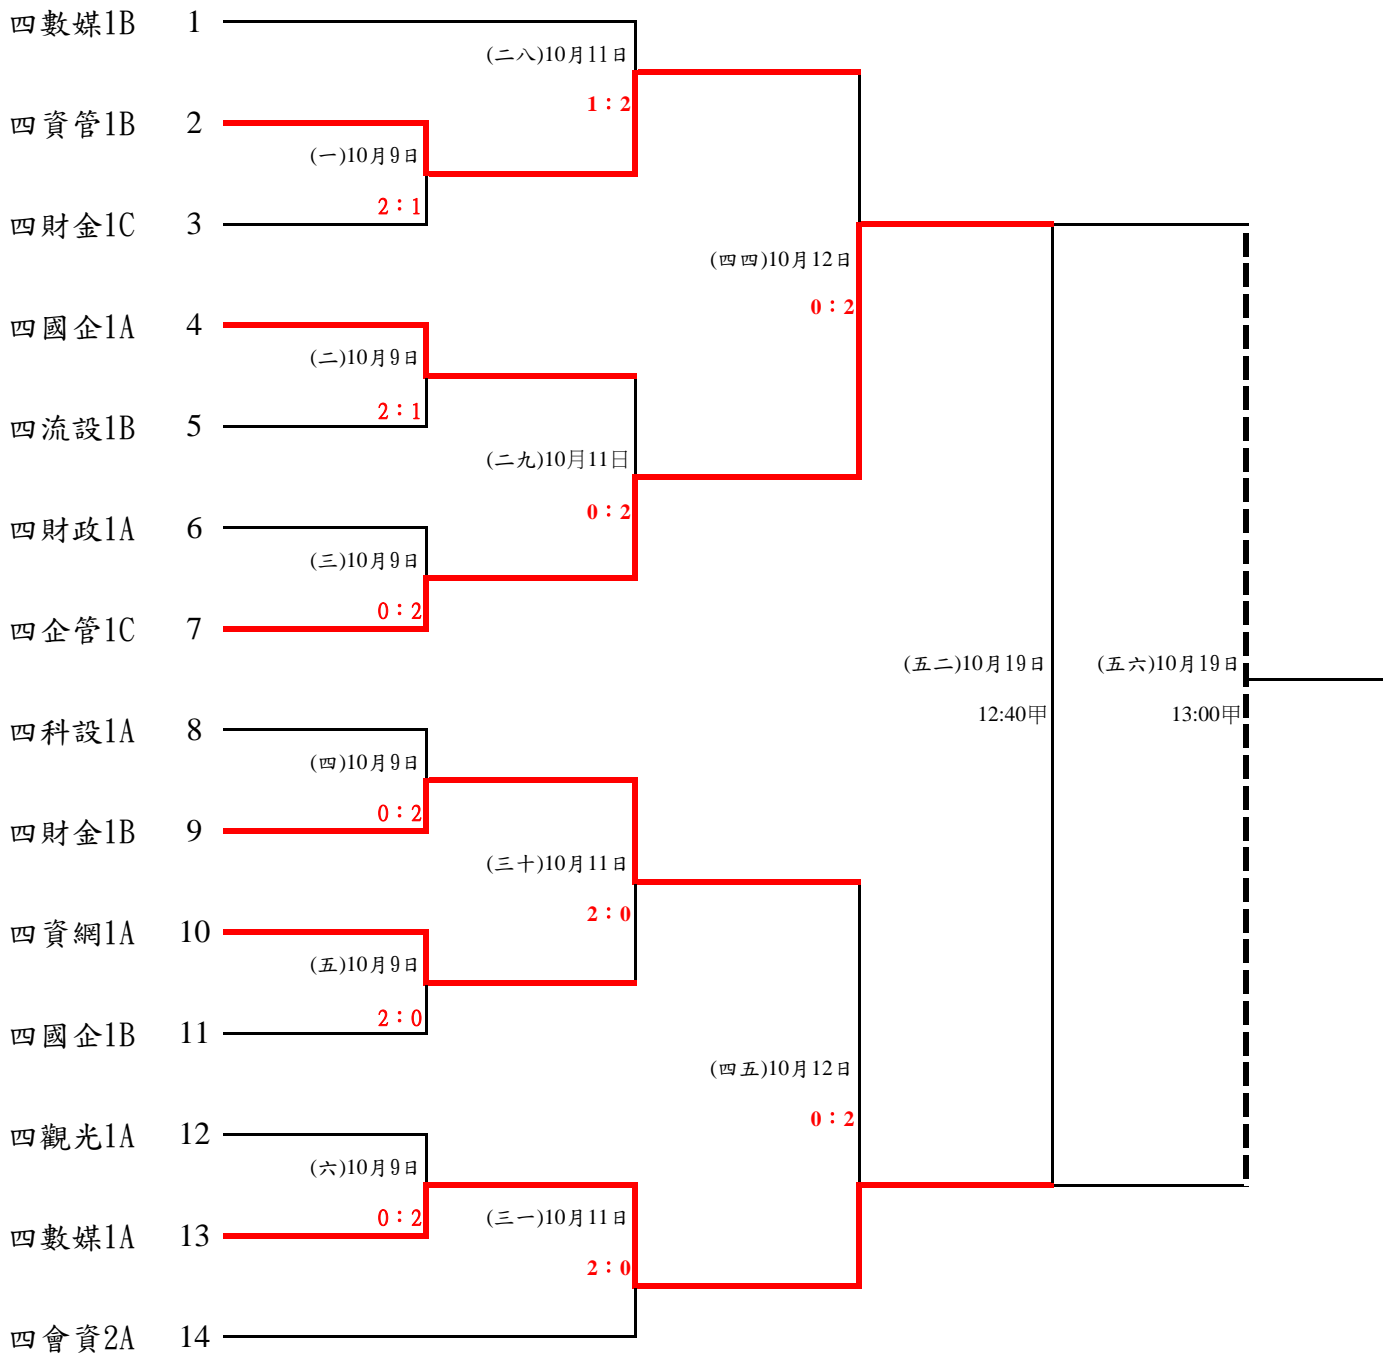 四數媒1B 1
(二八)10月11日
1：2
四資管1B 2
(一)10月9日
2：1
四財金1C 3
(四四)10月12日
0：2
四國企1A 4
(二)10月9日
2：1
四流設1B 5
(二九)10月11日
0：2
四財政1A 6
(三)10月9日
0：2
四企管1C 7
(五二)10月19日
12:40甲
(五六)10月19日
13:00甲
四科設1A 8
(四)10月9日
0：2
四財金1B 9
(三十)10月11日
2：0
四資網1A 10
(五)10月9日
2：0
四國企1B 11
(四五)10月12日
0：2
四觀光1A 12
(六)10月9日
0：2
四數媒1A 13
(三一)10月11日
2：0
四會資2A 14